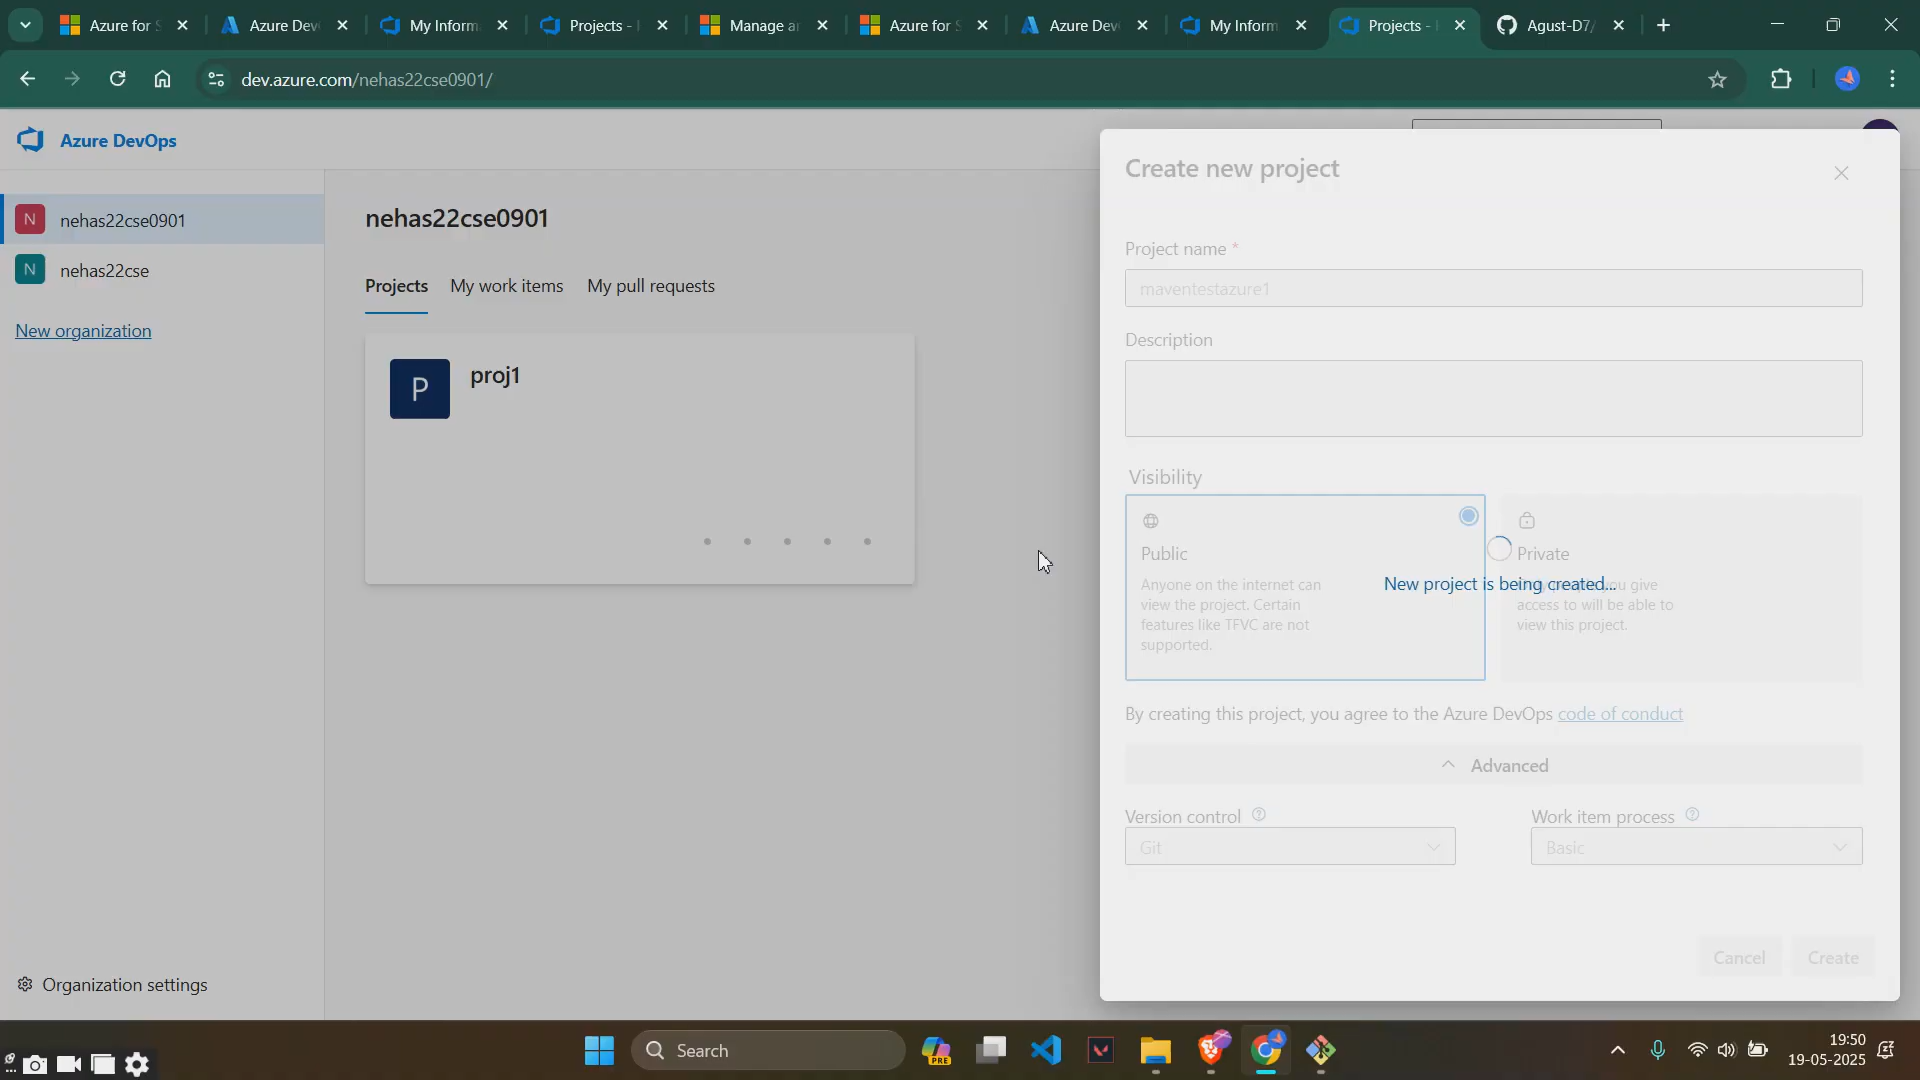 Azure for S
Azure Dev
My Inform
Projects -
Manage a
Azure for S
Azure Dev
My Inform
Projects -
Agust-D7/
dev.azure.com/nehas22cse0901/
Azure DevOps
N nehas22cse0901
N nehas22cse
New organization
Organization settings
nehas22cse0901
Projects My work items My pull requests
P proj1
Create new project
Project name *
maventestazure1
Description
Visibility
Public
Anyone on the internet can
view the project. Certain
features like TFVC are not
supported.
Private
you give
access to will be able to
view this project.
New project is being created...
By creating this project, you agree to the Azure DevOps code of conduct
Advanced
Version control
Git
Work item process
Basic
Cancel Create
Search
PRE
19:50
19-05-2025